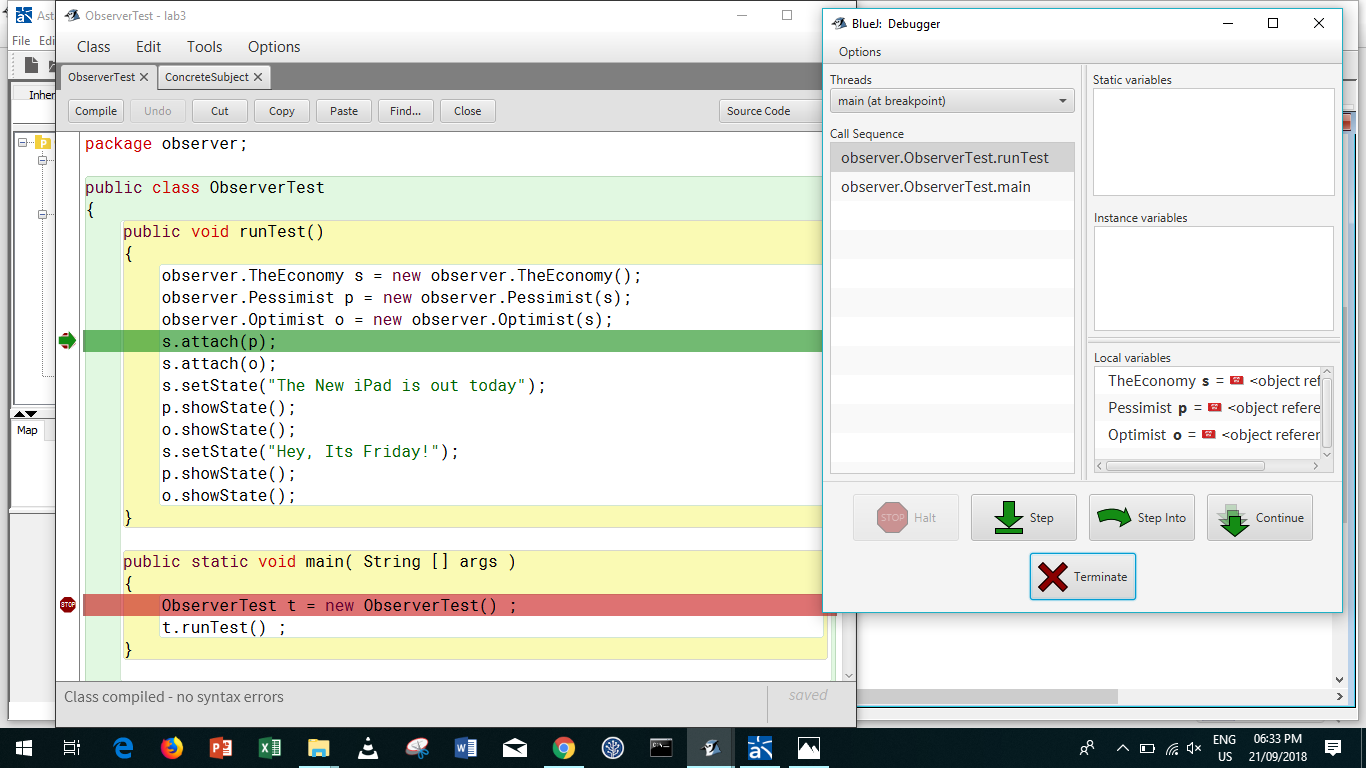 Ast
File Edi
Inher
Map
ObserverTest - lab3
Class Edit Tools Options
ObserverTest ConcreteSubject
Compile Undo Cut Copy Paste Find... Close Source Code
package observer;
public class ObserverTest
{
public void runTest()
{
observer.TheEconomy s = new observer.TheEconomy();
observer.Pessimist p = new observer.Pessimist(s);
observer.Optimist o = new observer.Optimist(s);
s.attach(p);
s.attach(o);
s.setState("The New iPad is out today");
p.showState();
o.showState();
s.setState("Hey, Its Friday!");
p.showState();
o.showState();
}
public static void main( String [] args )
{
STOP ObserverTest t = new ObserverTest() ;
t.runTest() ;
}
Class compiled - no syntax errors
saved
BlueJ: Debugger
Options
Threads
main (at breakpoint)
Call Sequence
observer.ObserverTest.runTest
observer.ObserverTest.main
Static variables
Instance variables
Local variables
TheEconomy s = <object ref
Pessimist p = <object refere
Optimist o = <object referen
STOP Halt Step Step Into Continue
Terminate
ENG 06:33 PM
US 21/09/2018